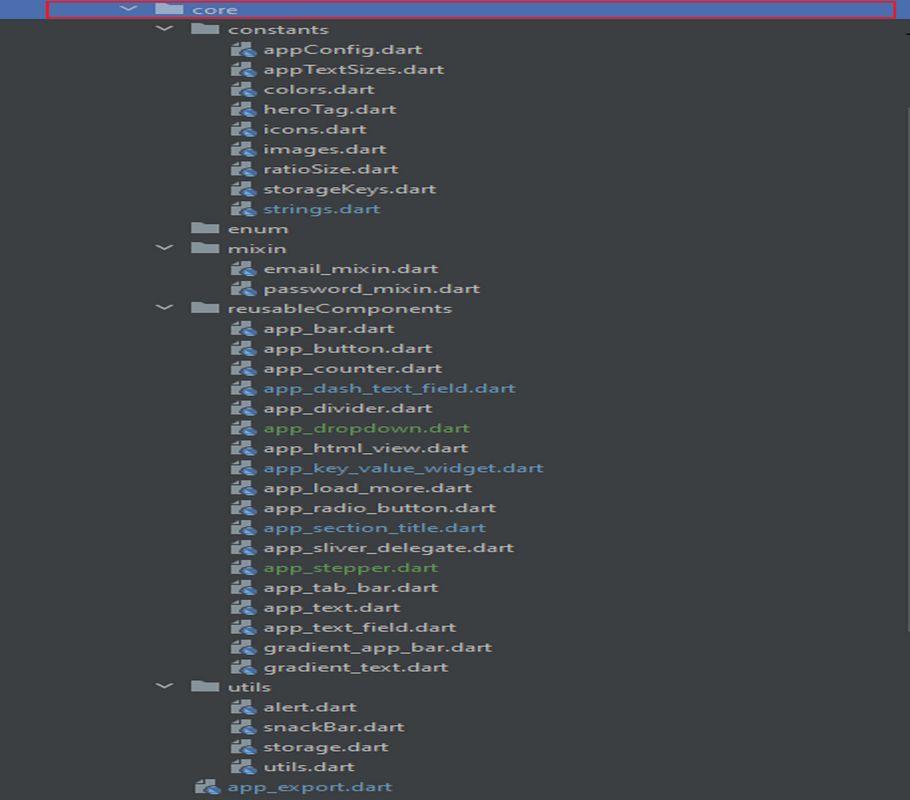 core
constants
appConfig.dart
appTextSizes.dart
colors.dart
heroTag.dart
icons.dart
images.dart
ratioSize.dart
storageKeys.dart
strings.dart
enum
mixin
email_mixin.dart
password_mixin.dart
reusableComponents
app_bar.dart
app_button.dart
app_counter.dart
app_dash_text_field.dart
app_divider.dart
app_dropdown.dart
app_html_view.dart
app_key_value_widget.dart
app_load_more.dart
app_radio_button.dart
app_section_title.dart
app_sliver_delegate.dart
app_stepper.dart
app_tab_bar.dart
app_text.dart
app_text_field.dart
gradient_app_bar.dart
gradient_text.dart
utils
alert.dart
snackBar.dart
storage.dart
utils.dart
app_export.dart